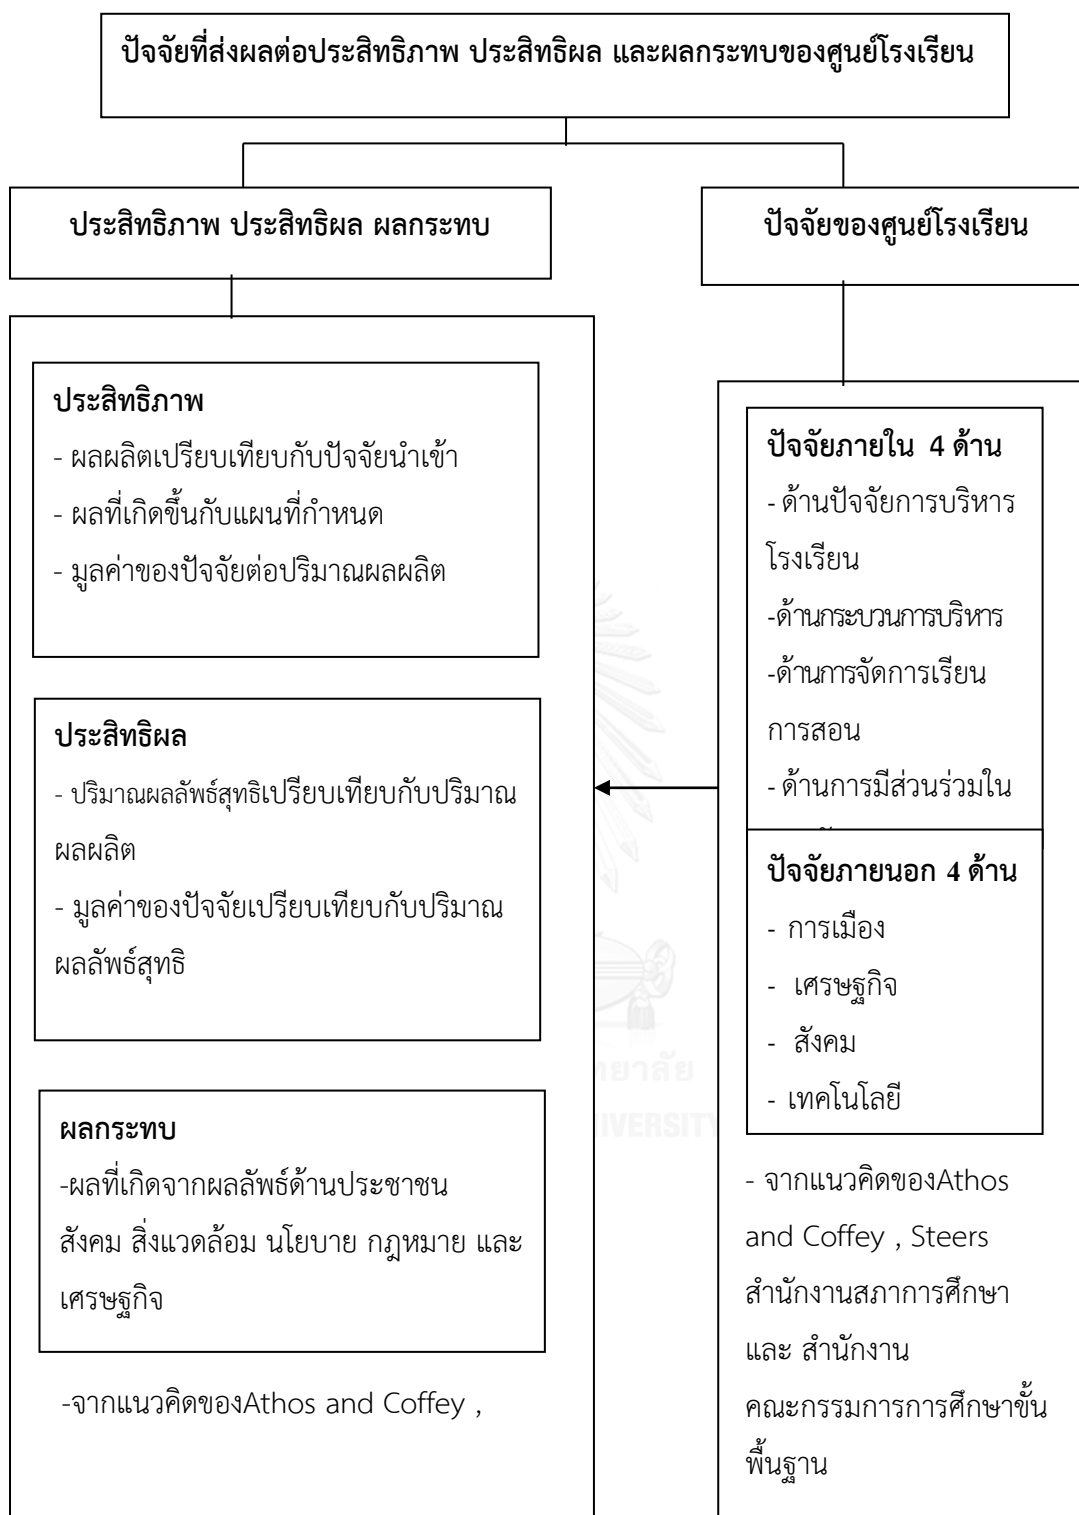 ปัจจัยที่ส่งผลต่อประสิทธิภาพ ประสิทธิผล และผลกระทบของศูนย์โรงเรียน
ประสิทธิภาพ ประสิทธิผล ผลกระทบ
ปัจจัยของศูนย์โรงเรียน
ประสิทธิภาพ
- ผลผลิตเปรียบเทียบกับปัจจัยนำเข้า
- ผลที่เกิดขึ้นกับแผนที่กำหนด
- มูลค่าของปัจจัยต่อปริมาณผลผลิต
ประสิทธิผล
- ปริมาณผลลัพธ์สุทธิเปรียบเทียบกับปริมาณ
ผลผลิต
- มูลค่าของปัจจัยเปรียบเทียบกับปริมาณ
ผลลัพธ์สุทธิ
ผลกระทบ
-ผลที่เกิดจากผลลัพธ์ด้านประชาชน
สังคม สิ่งแวดล้อม นโยบาย กฎหมาย และ
เศรษฐกิจ
-จากแนวคิดของAthos and Coffey ,
ปัจจัยภายใน 4 ด้าน
- ด้านปัจจัยการบริหาร
โรงเรียน
-ด้านกระบวนการบริหาร
-ด้านการจัดการเรียน
การสอน
- ด้านการมีส่วนร่วมใน
ปัจจัยภายนอก 4 ด้าน
- การเมือง
- เศรษฐกิจ
- สังคม
- เทคโนโลยี
- จากแนวคิดของAthos
and Coffey , Steers
สำนักงานสภาการศึกษา
และ สำนักงาน
คณะกรรมการการศึกษาขั้น
พื้นฐาน
ทยาลัย
IVERSITY